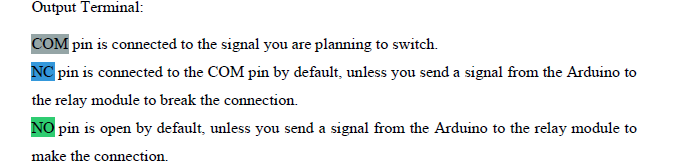 Output Terminal:
COM pin is connected to the signal you are planning to switch.
NC pin is connected to the COM pin by default, unless you send a signal from the Arduino to
the relay module to break the connection.
NO pin is open by default, unless you send a signal from the Arduino to the relay module to
make the connection.